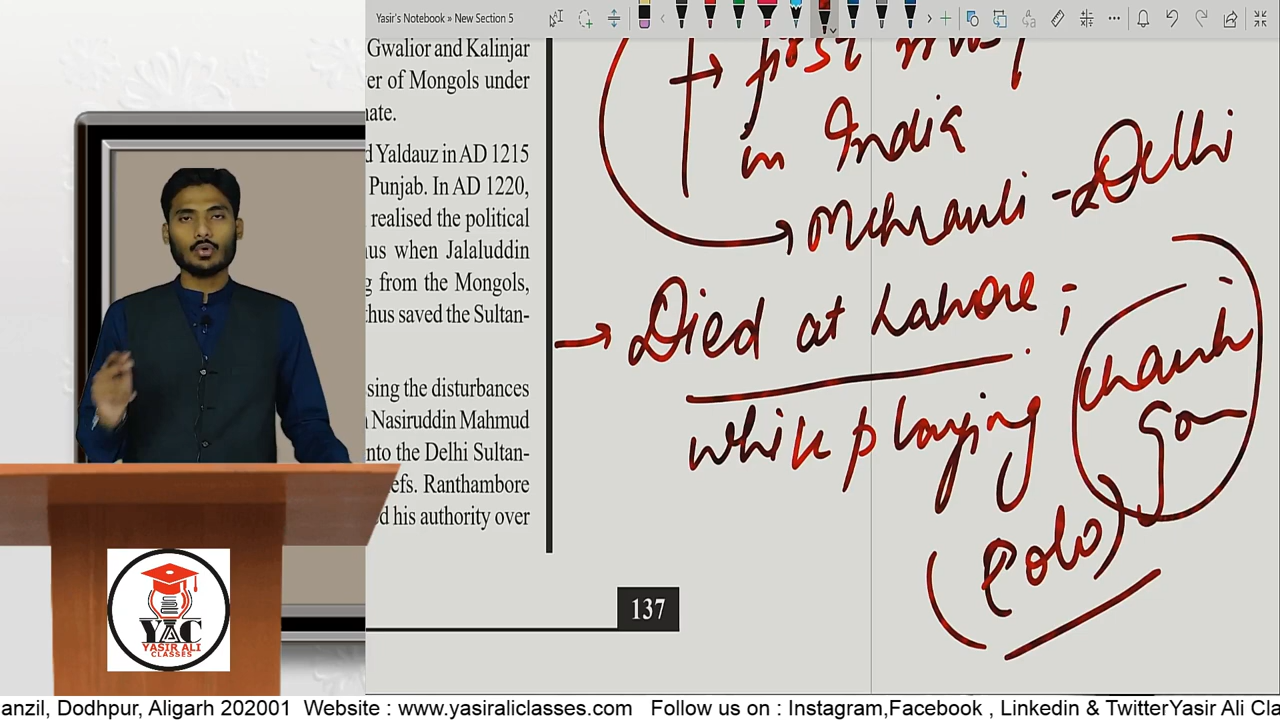 Yasir's Notebook » New Section 5
Gwalior and Kalinjar
er of Mongols under
nate.
d Yaldauz in AD 1215
Punjab. In AD 1220,
realised the political
us when Jalaluddin
g from the Mongols,
thus saved the Sultan-
sing the disturbances
Nasiruddin Mahmud
nto the Delhi Sultan-
efs. Ranthambore
d his authority over
137
→ first
in India
→ Mehrauli - Delhi
→ Died at Lahore ;
while playing
(Polo)
YAC
YASIR ALI
CLASSES
anzil, Dodhpur, Aligarh 202001 Website : www.yasiraliclasses.com Follow us on : Instagram,Facebook , Linkedin & TwitterYasir Ali Cla